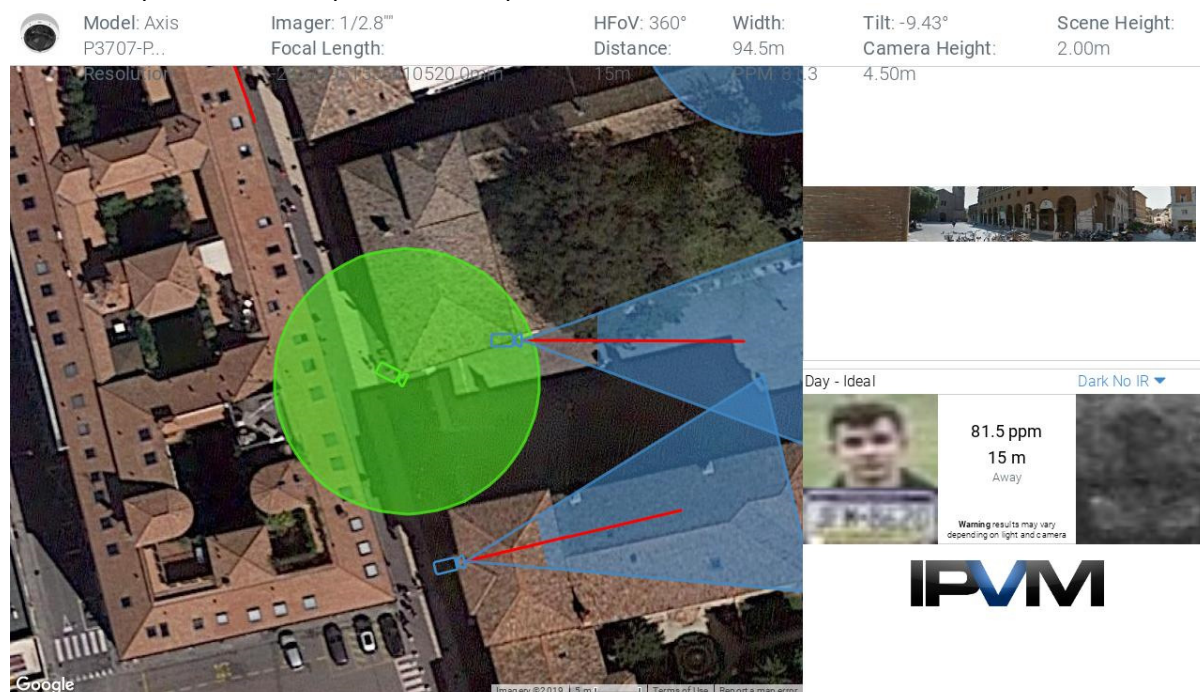 Model: Axis P3707-P...
Imager: 1/2.8""
Focal Length:
HFoV: 360°
Distance: 15m
Width: 94.5m
Tilt: -9.43°
Camera Height: 4.50m
Scene Height: 2.00m
Resolution
Day - Ideal
Dark No IR
81.5 ppm
15 m
Away
Warning results may vary
depending on light and camera
IPVM
Google
Imagery ©2019
5 m
Terms of Use
Report a map error